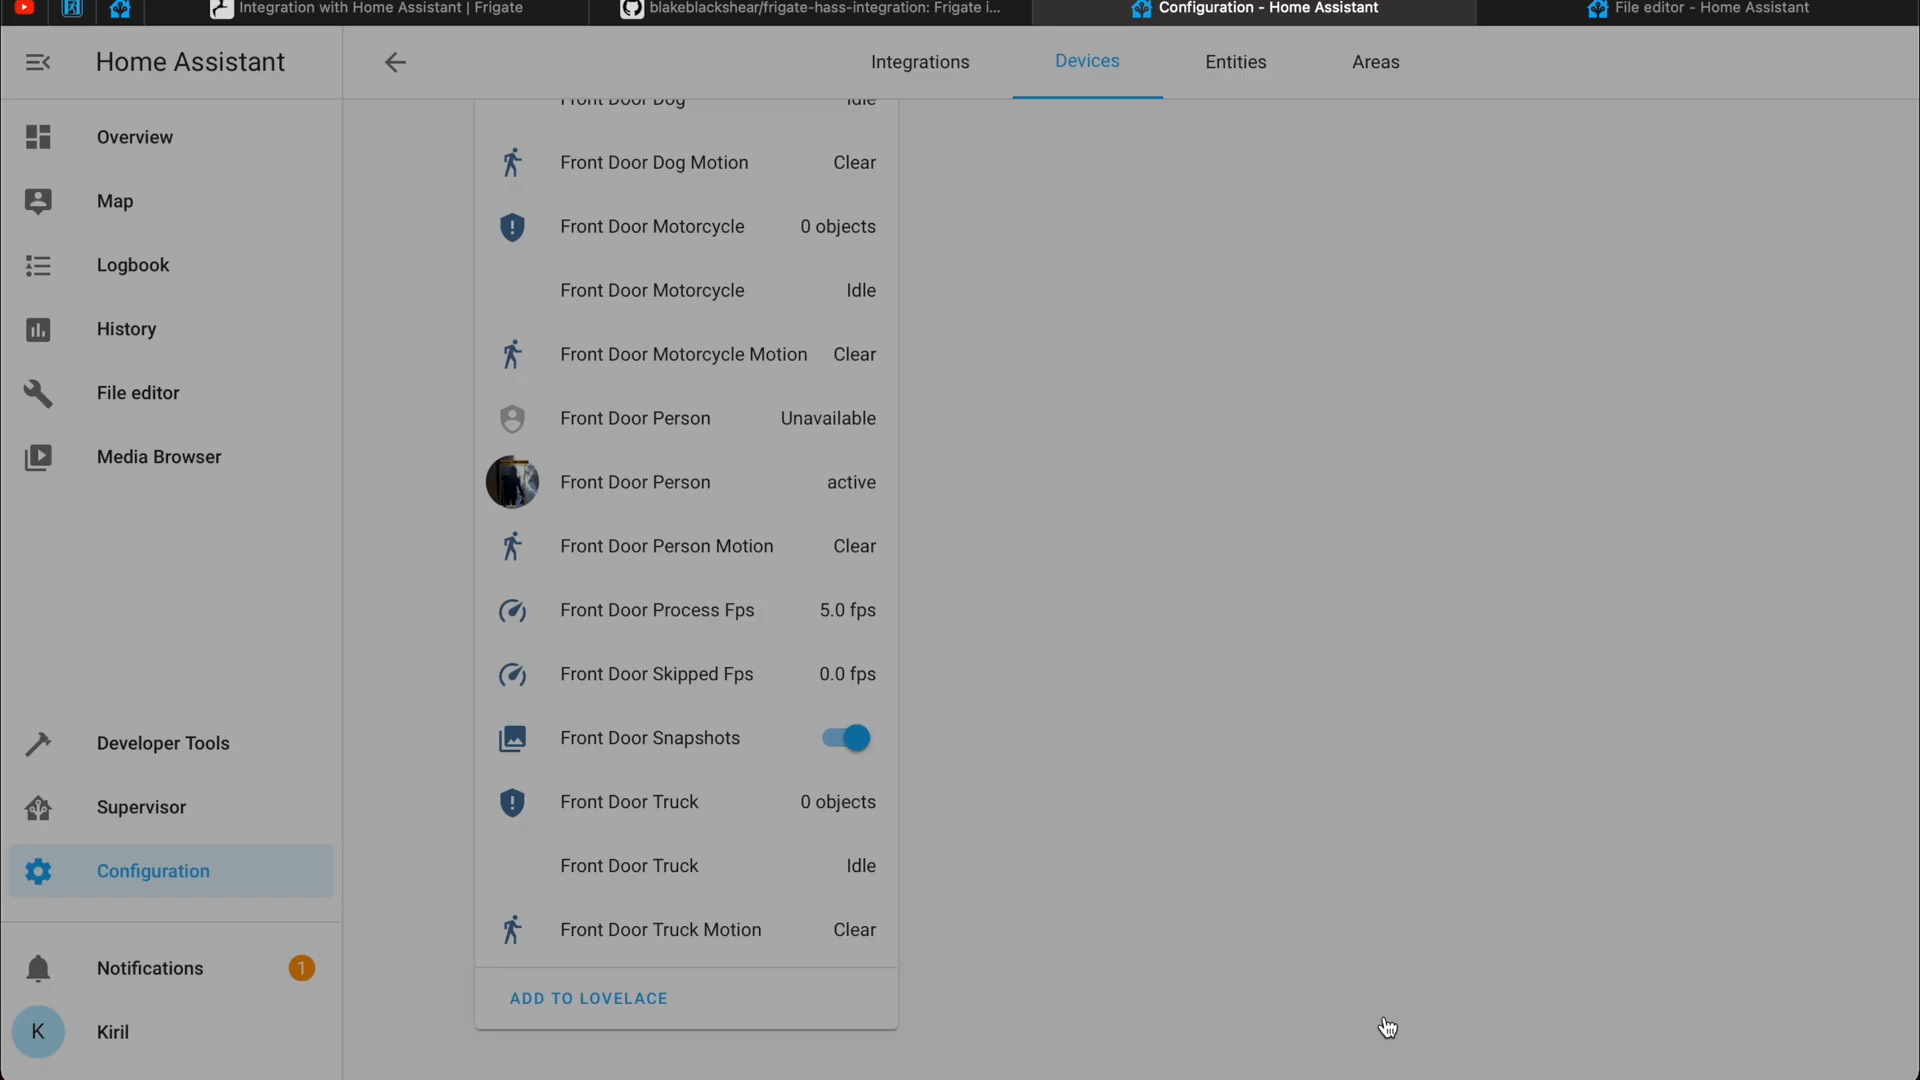 Integration with Home Assistant | Frigate
blakeblackshear/frigate-hass-integration: Frigate i...
Configuration - Home Assistant
File editor - Home Assistant
Home Assistant
Integrations
Devices
Entities
Areas
Overview
Map
Logbook
History
File editor
Media Browser
Developer Tools
Supervisor
Configuration
Notifications
1
K
Kiril
Front Door Dog Idle
Front Door Dog Motion Clear
Front Door Motorcycle 0 objects
Front Door Motorcycle Idle
Front Door Motorcycle Motion Clear
Front Door Person Unavailable
Front Door Person active
Front Door Person Motion Clear
Front Door Process Fps 5.0 fps
Front Door Skipped Fps 0.0 fps
Front Door Snapshots
Front Door Truck 0 objects
Front Door Truck Idle
Front Door Truck Motion Clear
ADD TO LOVELACE